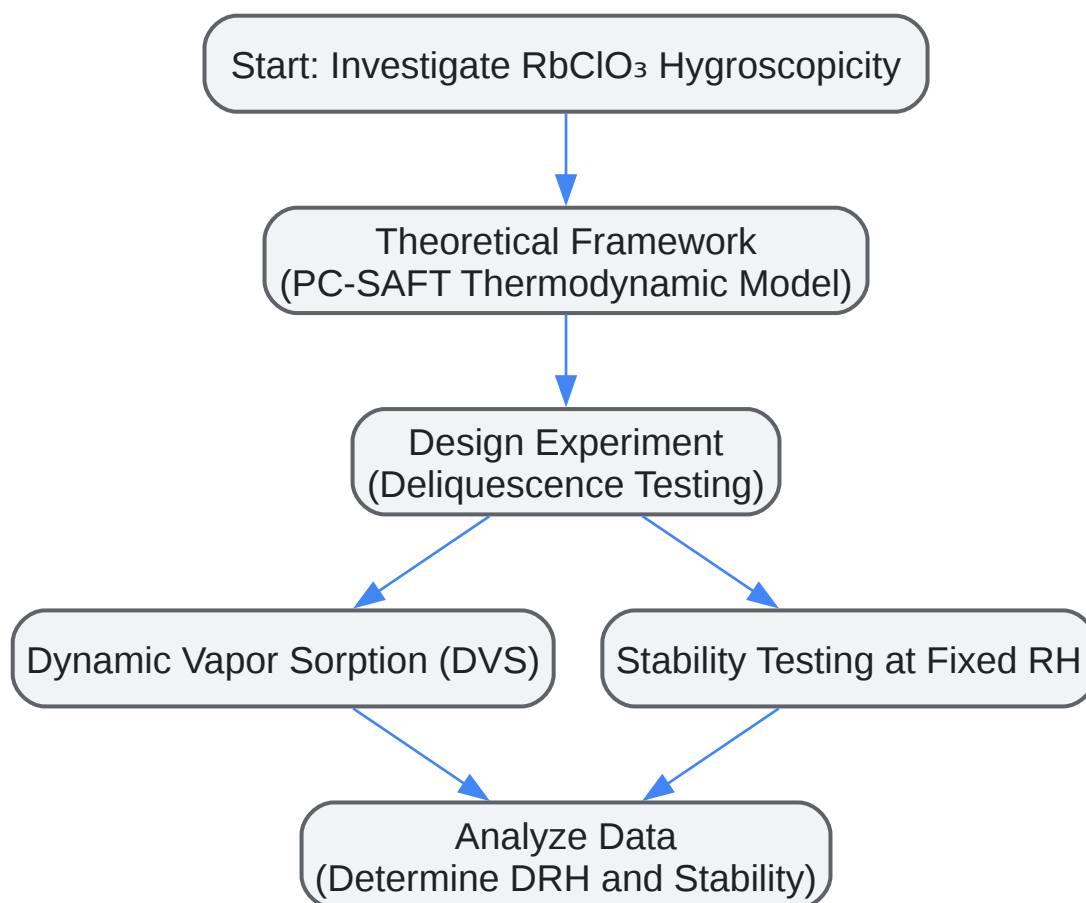 Start: Investigate RbClO₃ Hygroscopicity
Theoretical Framework
(PC-SAFT Thermodynamic Model)
Design Experiment
(Deliquescence Testing)
Dynamic Vapor Sorption (DVS)
Stability Testing at Fixed RH
Analyze Data
(Determine DRH and Stability)